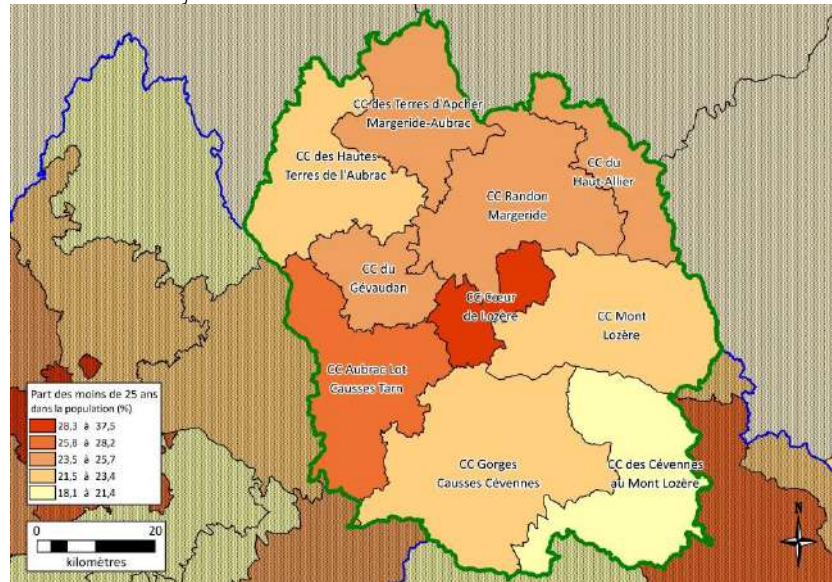 CC des Terres d'Apcher
Margeride-Aubrac
CC des Hautes
Terres de l'Aubrac
CC du
Haut-Allier
CC Randon
Margeride
CC du
Gévaudan
CC Cœur
de Lozère
CC Mont
Lozère
CC Aubrac Lot
Causses Tarn
CC Gorges
Causses Cévennes
CC des Cévennes
au Mont Lozère
Part des moins de 25 ans
dans la population (%)
28,3 à 37,5
25,8 à 28,2
23,5 à 25,7
21,5 à 23,4
18,1 à 21,4
0 20
kilomètres
N